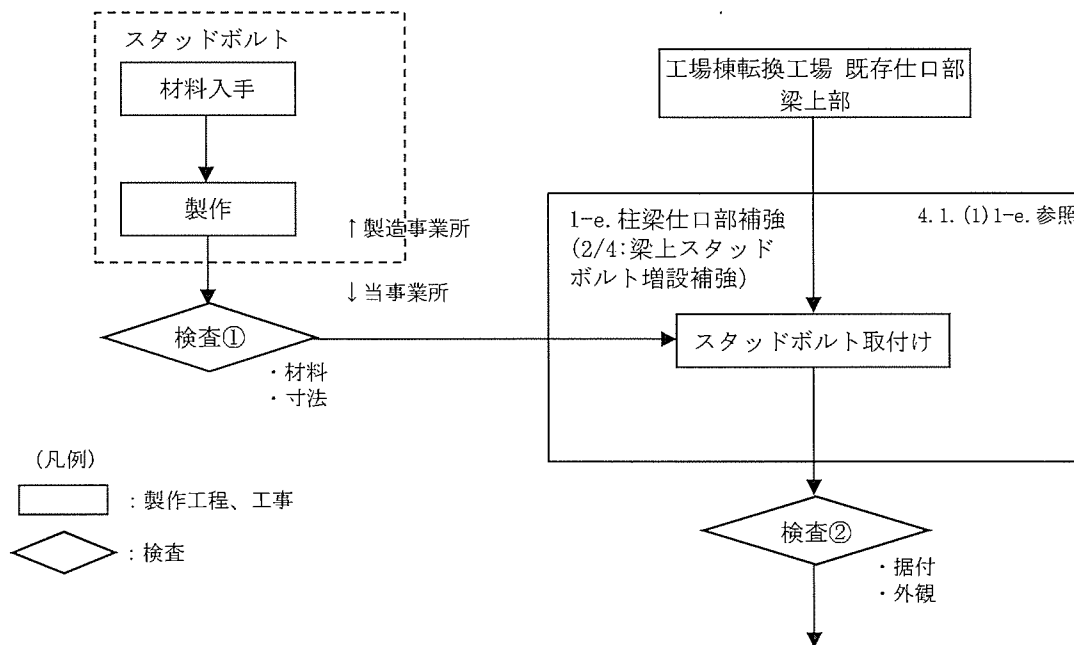 スタッドボルト
材料入手
製作
↑製造事業所
↓当事業所
検査①
・材料
・寸法
工場棟転換工場 既存仕口部
梁上部
1-e.柱梁仕口部補強
(2/4:梁上スタッド
ボルト増設補強)
4.1.(1)1-e.参照
スタッドボルト取付け
検査②
・据付
・外観
(凡例)
：製作工程、工事
：検査